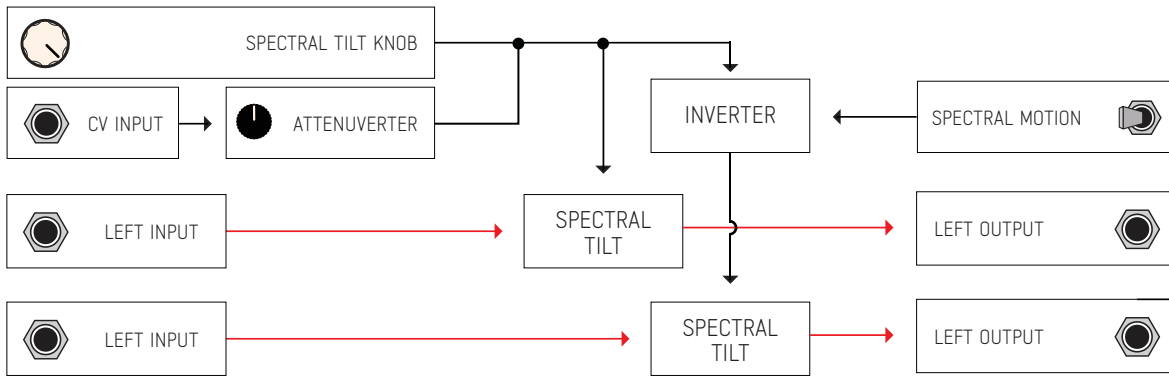 SPECTRAL TILT KNOB
CV INPUT
ATTENUVERTER
INVERTER
SPECTRAL MOTION
LEFT INPUT
SPECTRAL
TILT
LEFT OUTPUT
LEFT INPUT
SPECTRAL
TILT
LEFT OUTPUT